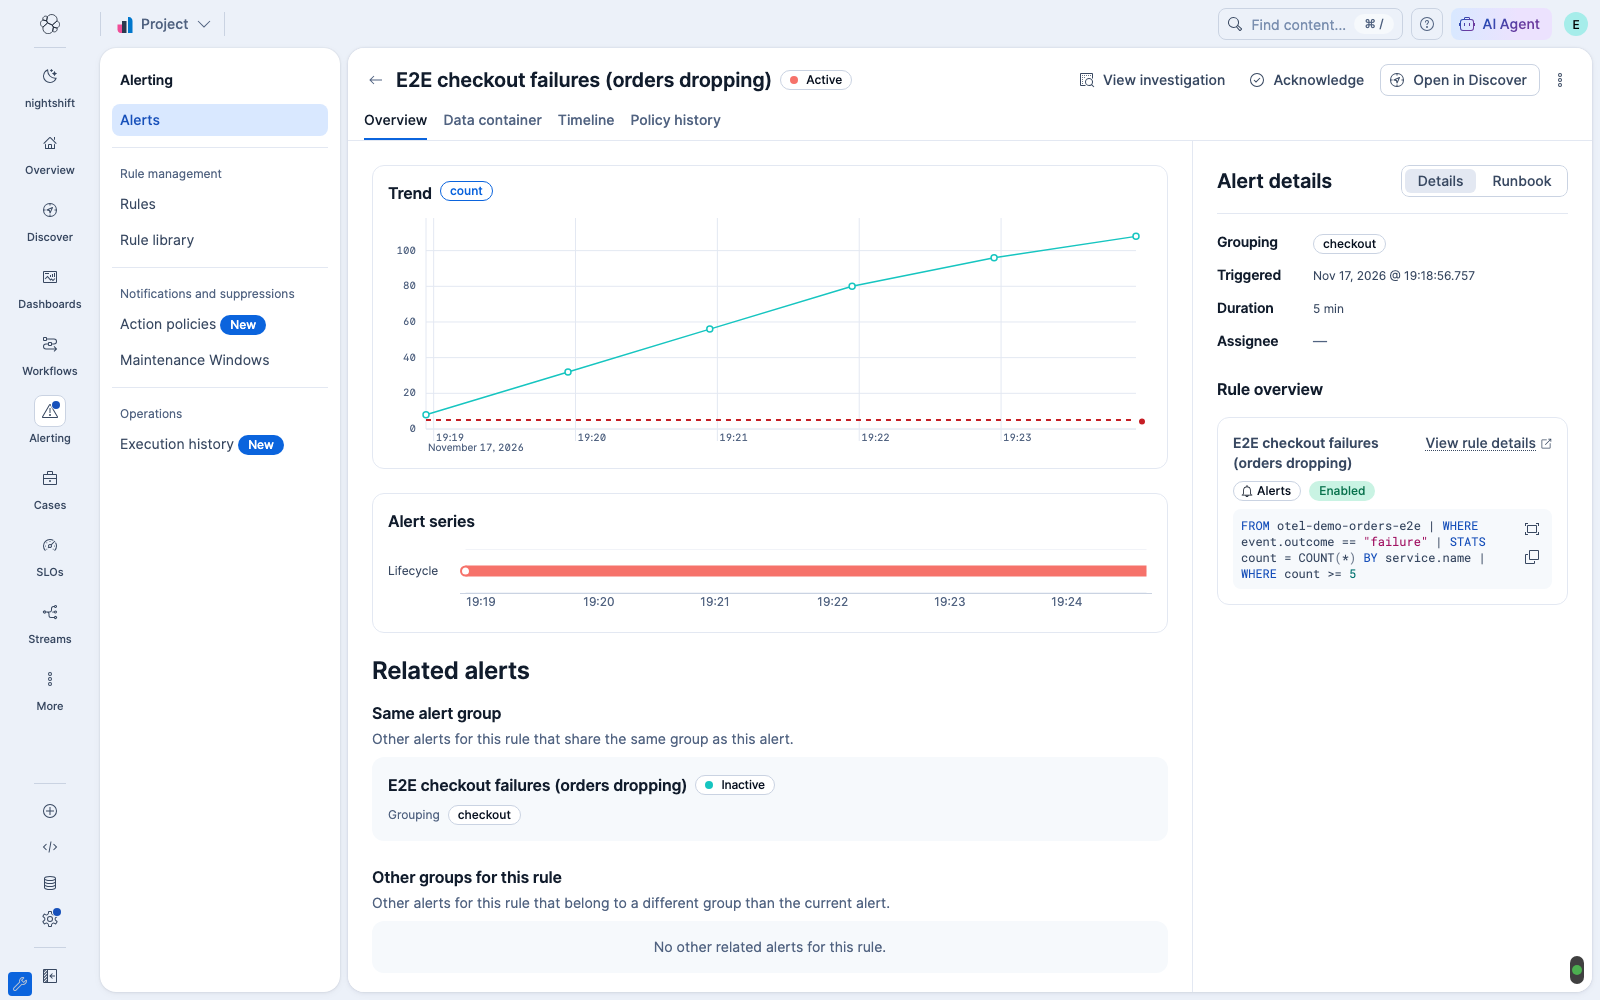 Project
Find content...
⌘ /
AI Agent
E
nightshift
Overview
Discover
Dashboards
Workflows
Alerting
Cases
SLOs
Streams
More
Alerting
Alerts
Rule management
Rules
Rule library
Notifications and suppressions
Action policies New
Maintenance Windows
Operations
Execution history New
E2E checkout failures (orders dropping) Active
View investigation
Acknowledge
Open in Discover
Overview Data container Timeline Policy history
Trend count
100
80
60
40
20
0
19:19 19:20 19:21 19:22 19:23
November 17, 2026
Alert series
Lifecycle
19:19 19:20 19:21 19:22 19:23 19:24
Related alerts
Same alert group
Other alerts for this rule that share the same group as this alert.
E2E checkout failures (orders dropping) Inactive
Grouping checkout
Other groups for this rule
Other alerts for this rule that belong to a different group than the current alert.
No other related alerts for this rule.
Alert details
Details Runbook
Grouping checkout
Triggered Nov 17, 2026 @ 19:18:56.757
Duration 5 min
Assignee —
Rule overview
E2E checkout failures
(orders dropping)
View rule details
Alerts Enabled
FROM otel-demo-orders-e2e | WHERE
event.outcome == "failure" | STATS
count = COUNT(*) BY service.name |
WHERE count >= 5